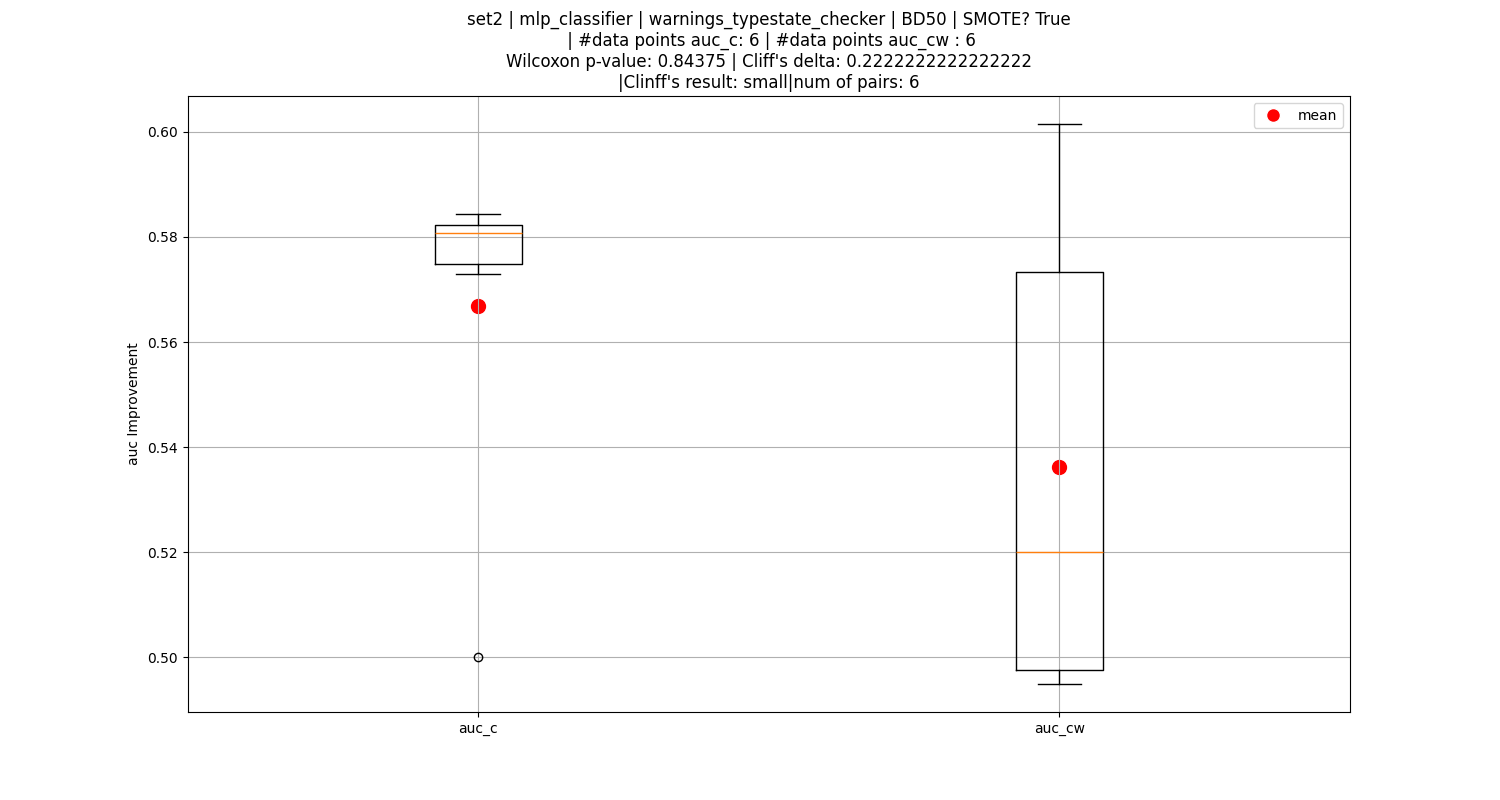 set2 | mlp_classifier | warnings_typestate_checker | BD50 | SMOTE? True
| #data points auc_c: 6 | #data points auc_cw : 6
Wilcoxon p-value: 0.84375 | Cliff's delta: 0.2222222222222222
|Clinff's result: small|num of pairs: 6
mean
0.60
0.58
0.56
0.54
0.52
0.50
auc Improvement
auc_c
auc_cw